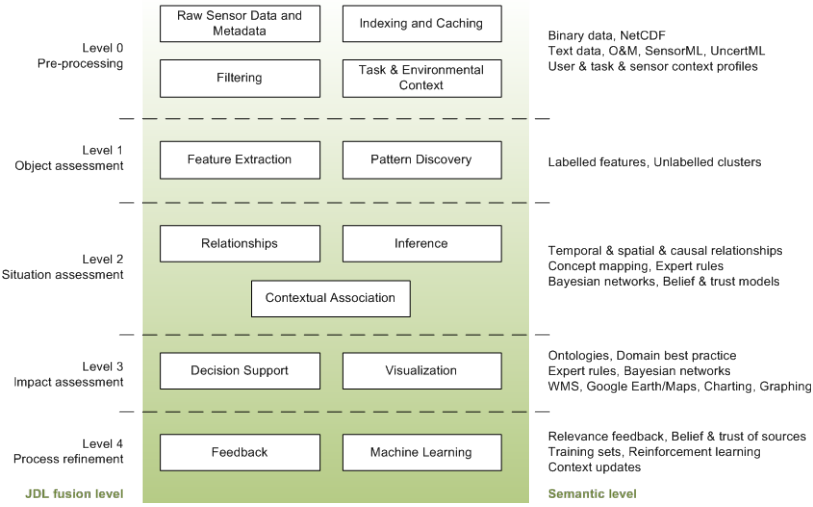 Raw Sensor Data and
Metadata
Indexing and Caching
Level 0
Pre-processing
Filtering
Task & Environmental
Context
Binary data, NetCDF
Text data, O&M, SensorML, UncertML
User & task & sensor context profiles
Level 1
Object assessment
Feature Extraction
Pattern Discovery
Labelled features, Unlabelled clusters
Level 2
Situation assessment
Relationships
Inference
Contextual Association
Temporal & spatial & causal relationships
Concept mapping, Expert rules
Bayesian networks, Belief & trust models
Level 3
Impact assessment
Decision Support
Visualization
Ontologies, Domain best practice
Expert rules, Bayesian networks
WMS, Google Earth/Maps, Charting, Graphing
Level 4
Process refinement
Feedback
Machine Learning
Relevance feedback, Belief & trust of sources
Training sets, Reinforcement learning
Context updates
JDL fusion level
Semantic level